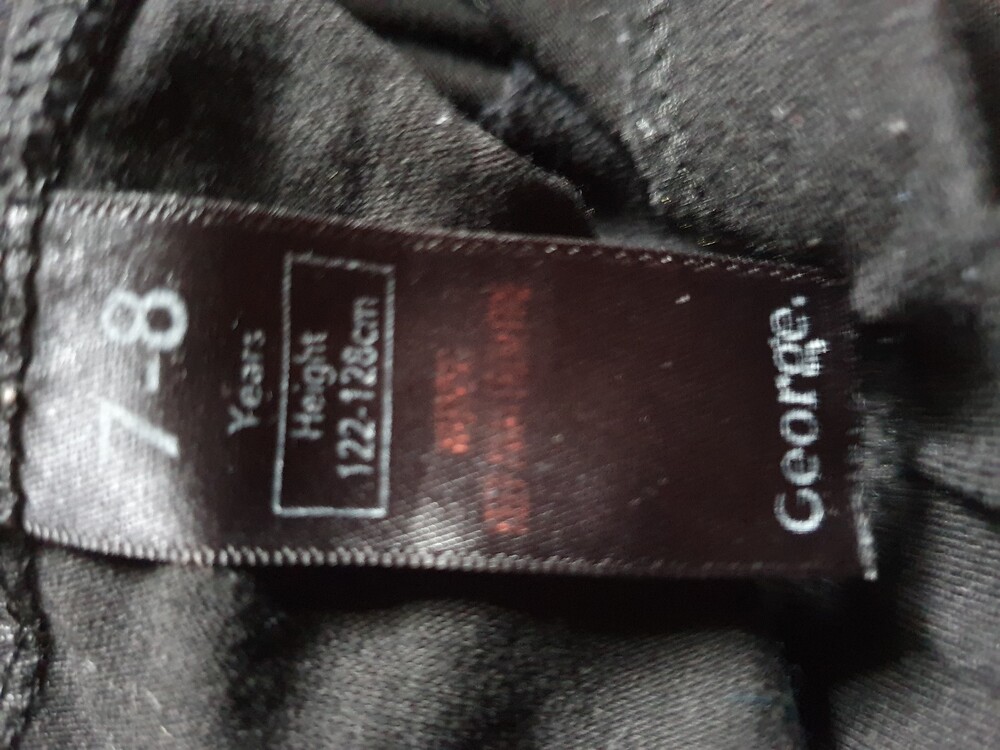 George.
Height
122-128cm
Years
7-8